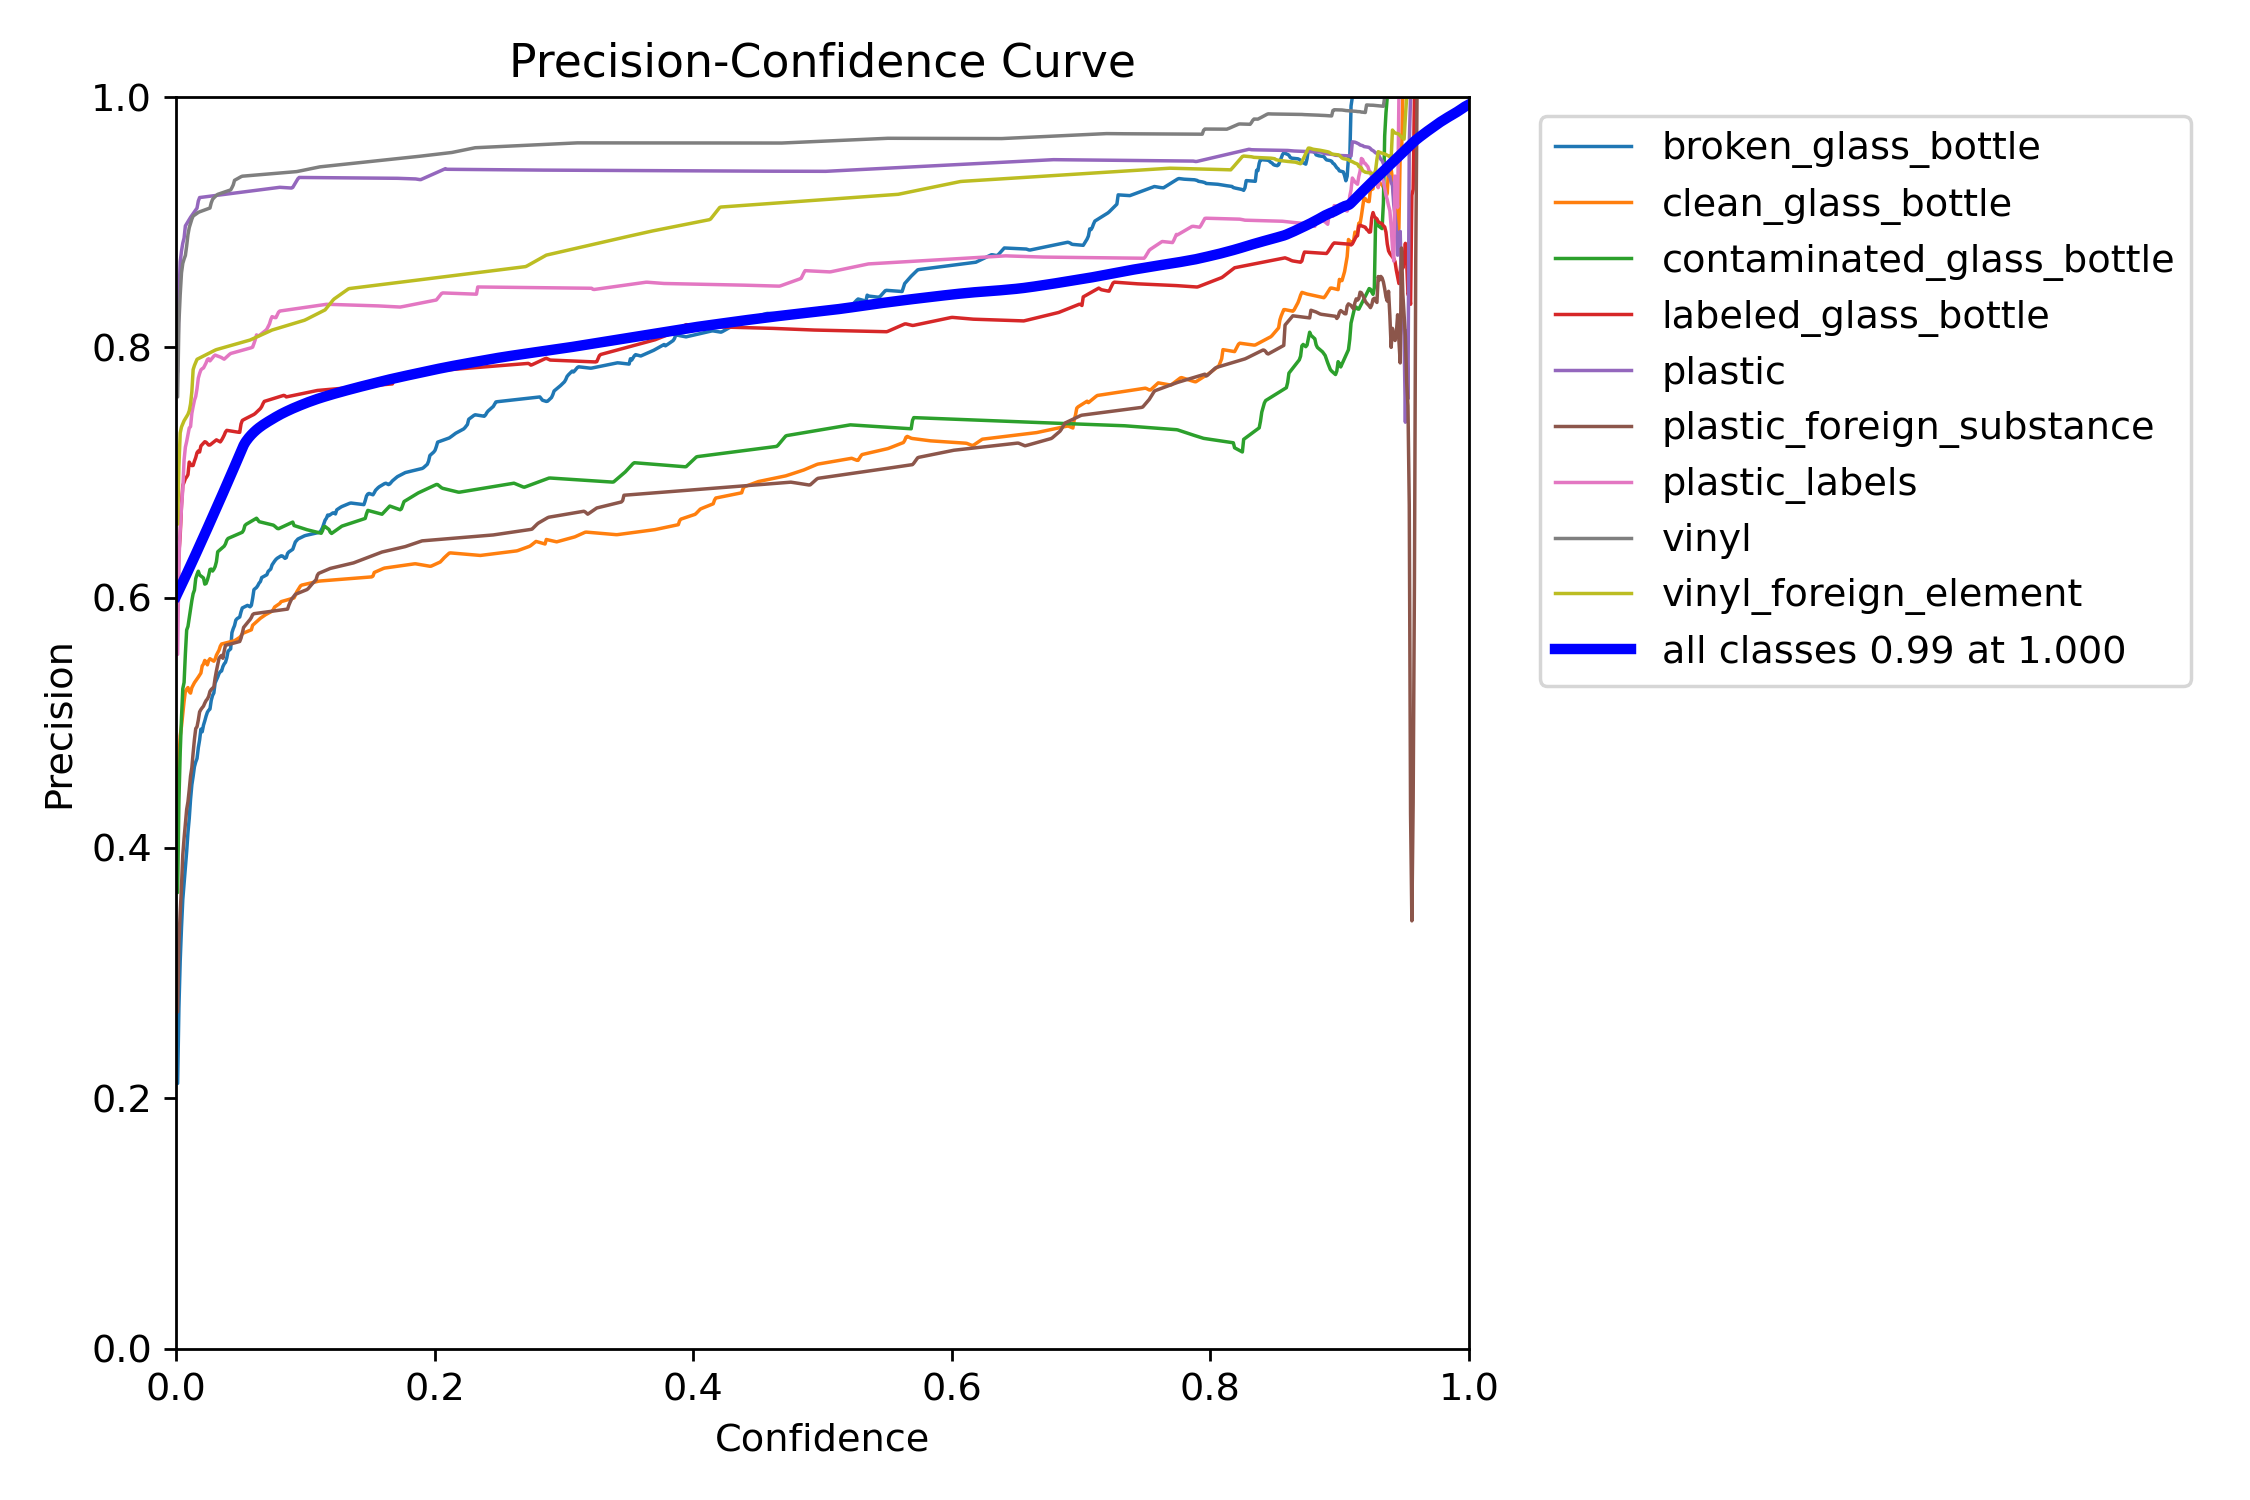 Precision-Confidence Curve
1.0
0.8
0.6
0.4
0.2
0.0
Precision
0.0 0.2 0.4 0.6 0.8 1.0
Confidence
broken_glass_bottle
clean_glass_bottle
contaminated_glass_bottle
labeled_glass_bottle
plastic
plastic_foreign_substance
plastic_labels
vinyl
vinyl_foreign_element
all classes 0.99 at 1.000